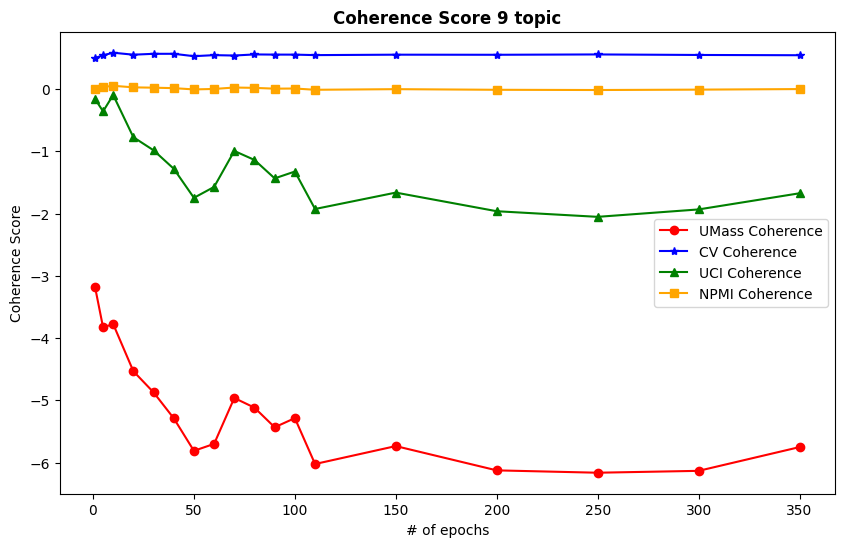 Coherence Score 9 topic
Coherence Score
0
−1
−2
−3
−4
−5
−6
UMass Coherence
CV Coherence
UCI Coherence
NPMI Coherence
0 50 100 150 200 250 300 350
# of epochs